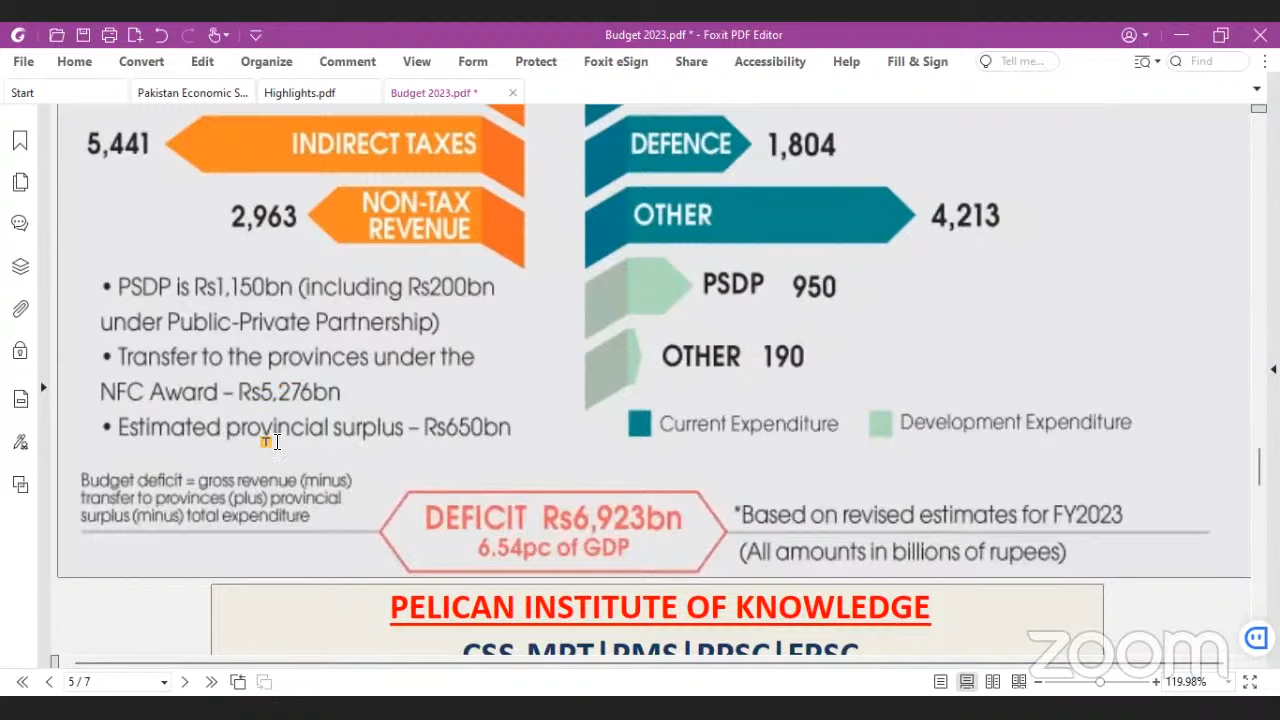 Budget 2023.pdf * - Foxit PDF Editor
File Home Convert Edit Organize Comment View Form Protect Foxit eSign Share Accessibility Help Fill & Sign Tell me... Find
Start Pakistan Economic S... Highlights.pdf Budget 2023.pdf *
5,441 INDIRECT TAXES
2,963 NON-TAX
REVENUE
DEFENCE 1,804
OTHER 4,213
PSDP 950
OTHER 190
• PSDP is Rs1,150bn (including Rs200bn
under Public-Private Partnership)
• Transfer to the provinces under the
NFC Award – Rs5,276bn
• Estimated provincial surplus – Rs650bn
T
Current Expenditure Development Expenditure
Budget deficit = gross revenue (minus)
transfer to provinces (plus) provincial
surplus (minus) total expenditure
DEFICIT Rs6,923bn
6.54pc of GDP
*Based on revised estimates for FY2023
(All amounts in billions of rupees)
PELICAN INSTITUTE OF KNOWLEDGE
CSS-MPT|PMS|PPSC|FPSC
zoom
5 / 7
119.98%